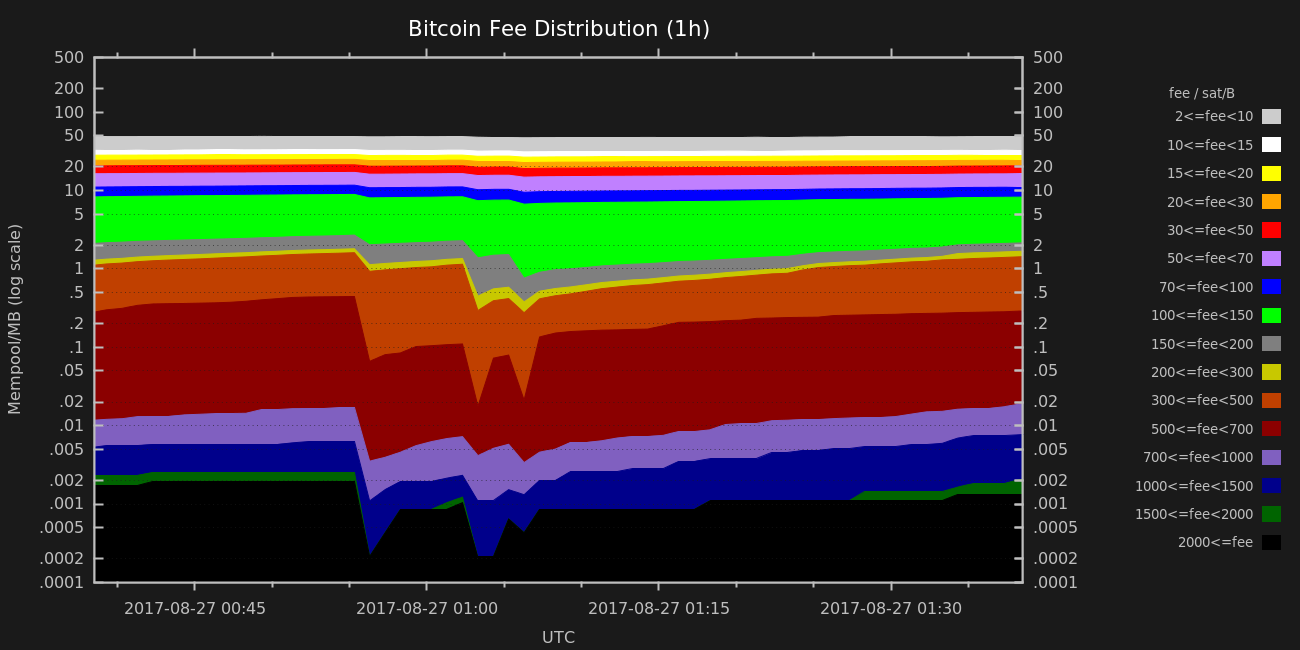 Bitcoin Fee Distribution (1h)
500 500
200 200
100 100
50 50
20 20
10 10
5 5
2 2
1 1
.5 .5
.2 .2
.1 .1
.05 .05
.02 .02
.01 .01
.005 .005
.002 .002
.001 .001
.0005 .0005
.0002 .0002
.0001 .0001
Mempool/MB (log scale)
2017-08-27 00:45 2017-08-27 01:00 2017-08-27 01:15 2017-08-27 01:30
UTC
fee / sat/B
2<=fee<10
10<=fee<15
15<=fee<20
20<=fee<30
30<=fee<50
50<=fee<70
70<=fee<100
100<=fee<150
150<=fee<200
200<=fee<300
300<=fee<500
500<=fee<700
700<=fee<1000
1000<=fee<1500
1500<=fee<2000
2000<=fee